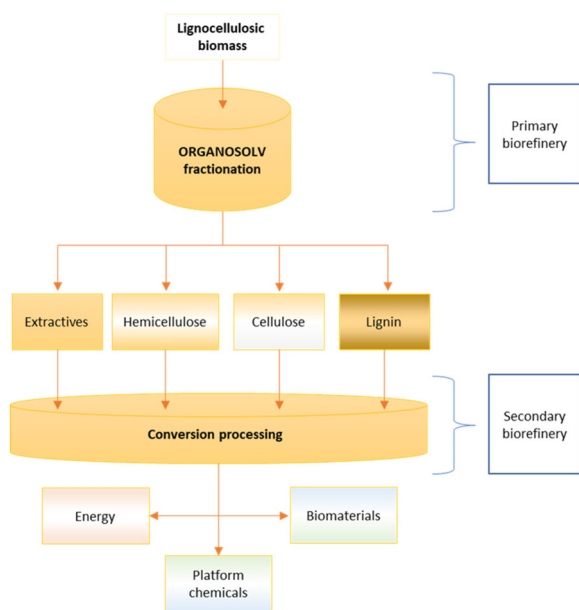 Lignocellulosic
biomass
ORGANOSOLV
fractionation
Primary
biorefinery
Extractives
Hemicellulose
Cellulose
Lignin
Conversion processing
Secondary
biorefinery
Energy
Biomaterials
Platform
chemicals